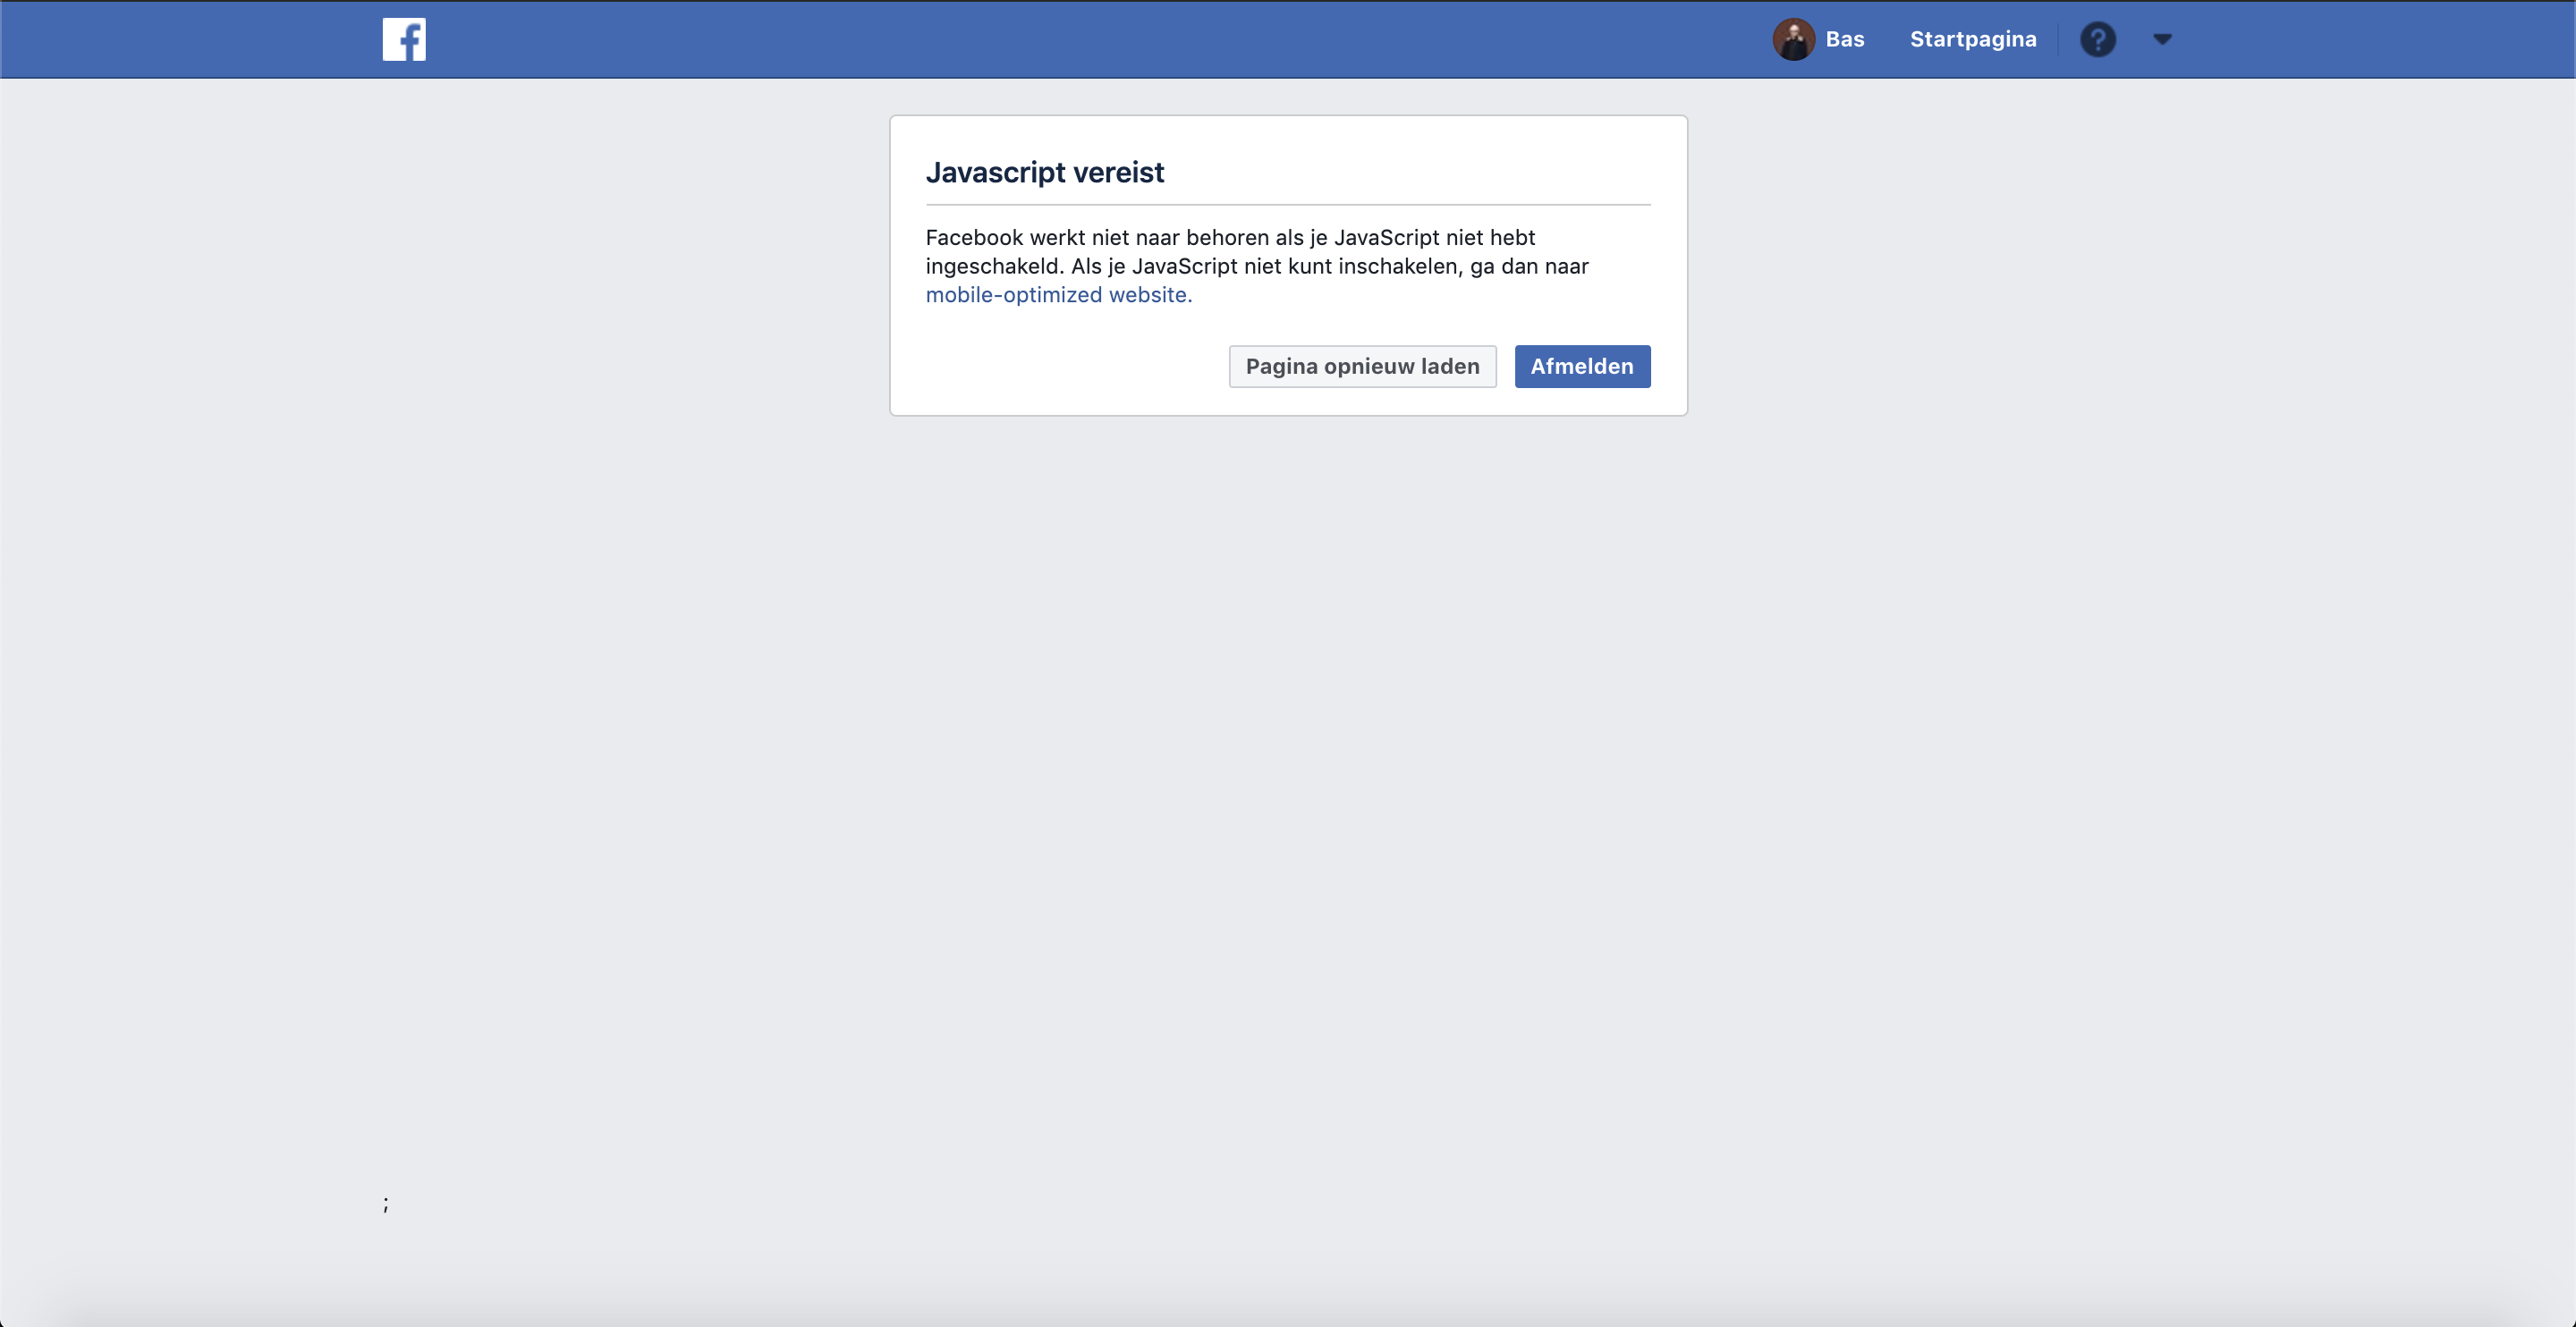 f
Bas
Startpagina
?
Javascript vereist
Facebook werkt niet naar behoren als je JavaScript niet hebt
ingeschakeld. Als je JavaScript niet kunt inschakelen, ga dan naar
mobile-optimized website.
Pagina opnieuw laden
Afmelden
;